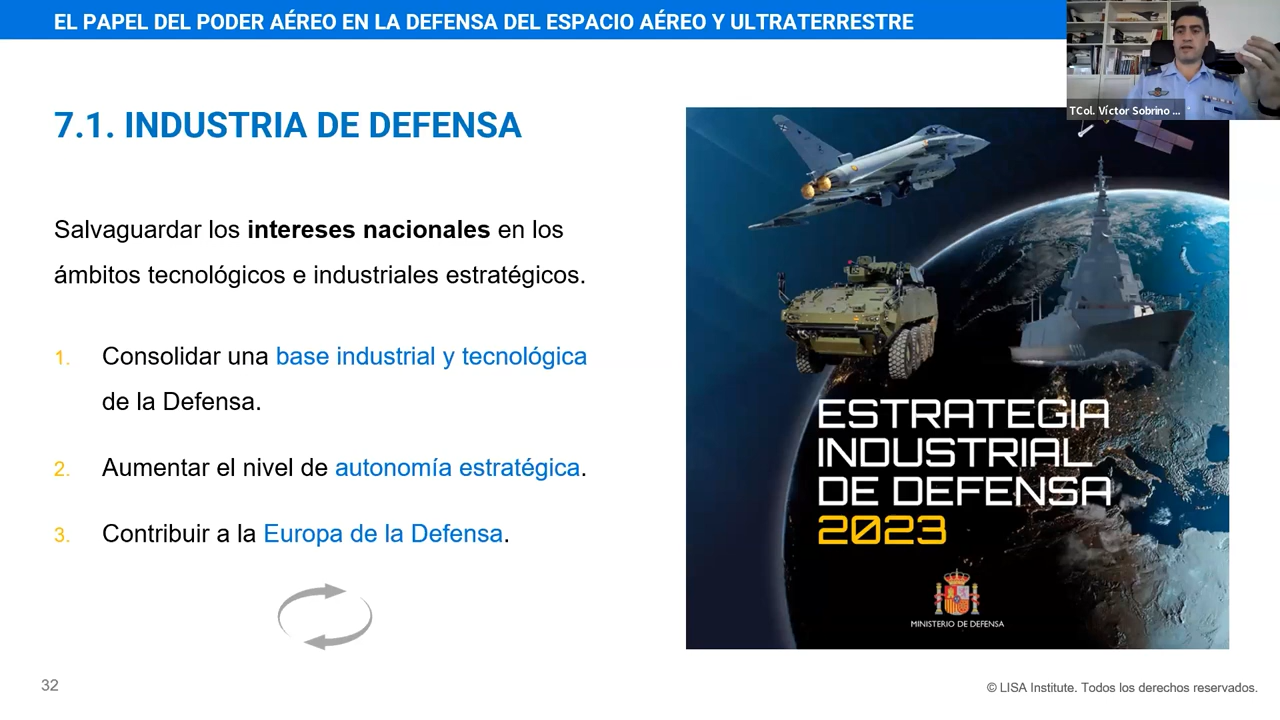 EL PAPEL DEL PODER AÉREO EN LA DEFENSA DEL ESPACIO AÉREO Y ULTRATERRESTRE
TCol. Víctor Sobrino ...
7.1. INDUSTRIA DE DEFENSA
Salvaguardar los intereses nacionales en los
ámbitos tecnológicos e industriales estratégicos.
1. Consolidar una base industrial y tecnológica
de la Defensa.
2. Aumentar el nivel de autonomía estratégica.
3. Contribuir a la Europa de la Defensa.
ESTRATEGIA
INDUSTRIAL
DE DEFENSA
2023
MINISTERIO DE DEFENSA
32
© LISA Institute. Todos los derechos reservados.